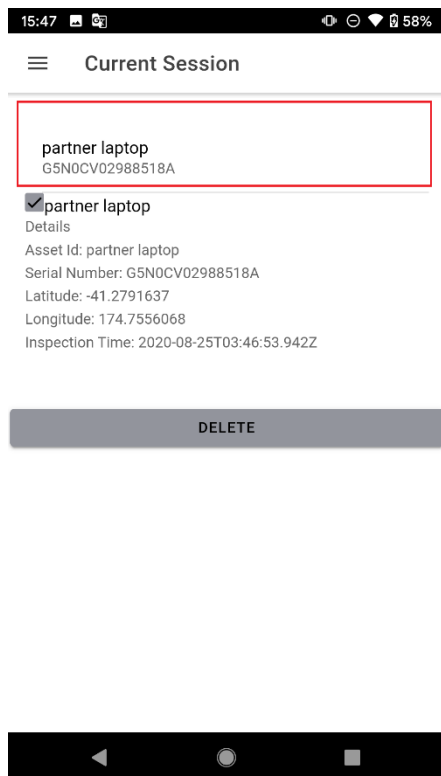 15:47 58%
Current Session
partner laptop
G5N0CV02988518A
partner laptop
Details
Asset Id: partner laptop
Serial Number: G5N0CV02988518A
Latitude: -41.2791637
Longitude: 174.7556068
Inspection Time: 2020-08-25T03:46:53.942Z
DELETE